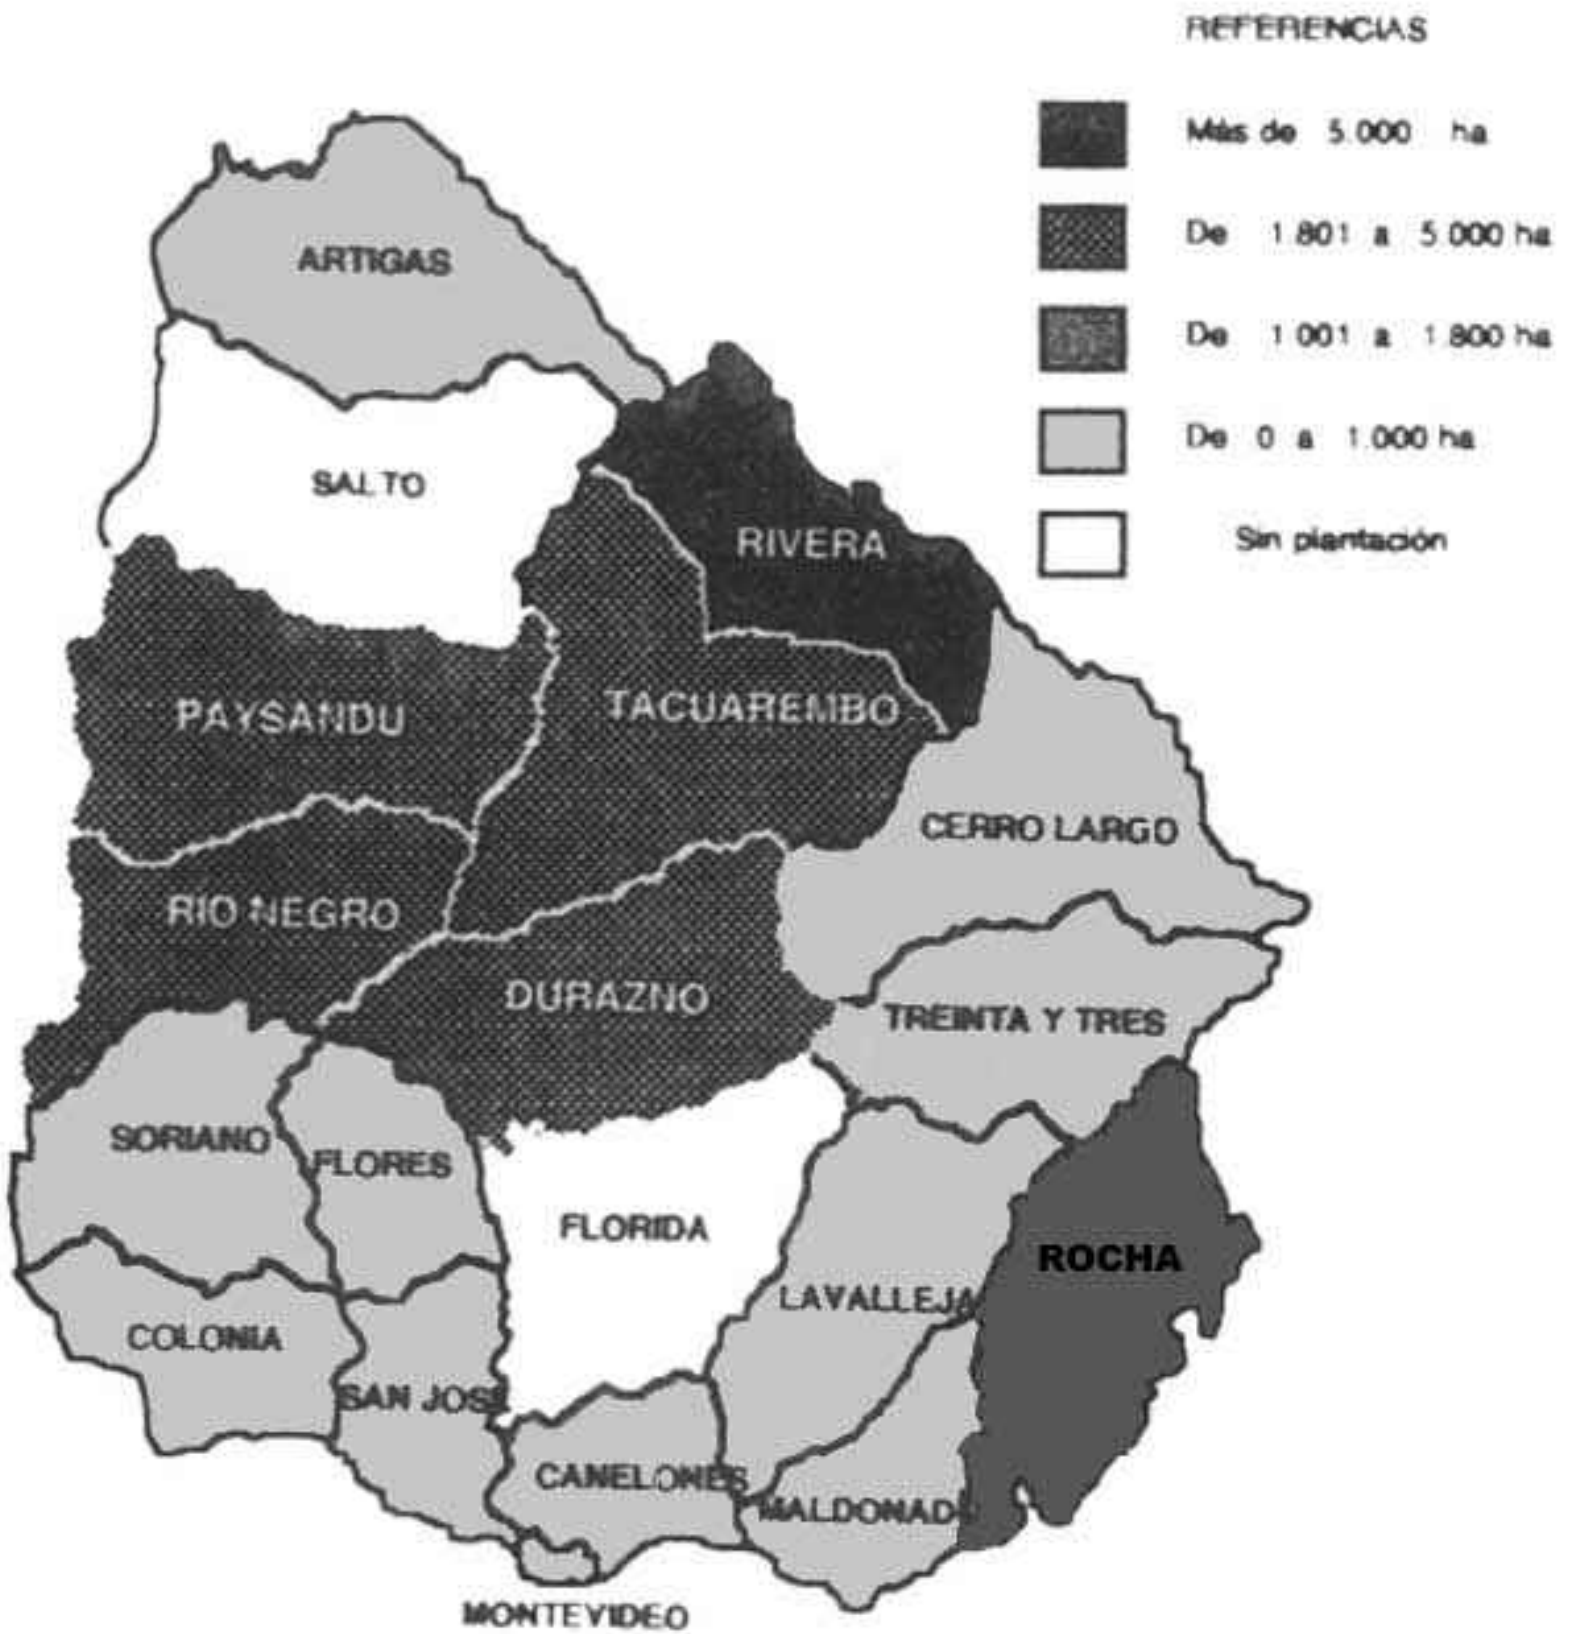 REFERENCIAS
Más de 5.000 ha
De 1.801 a 5.000 ha
De 1.001 a 1.800 ha
De 0 a 1.000 ha
Sin plantación
ARTIGAS
SALTO
RIVERA
PAYSANDU
TACUAREMBO
CERRO LARGO
RIO NEGRO
DURAZNO
TREINTA Y TRES
SORIANO
FLORES
FLORIDA
ROCHA
LAVALLEJA
COLONIA
SAN JOSE
CANELONES
MALDONADO
MONTEVIDEO